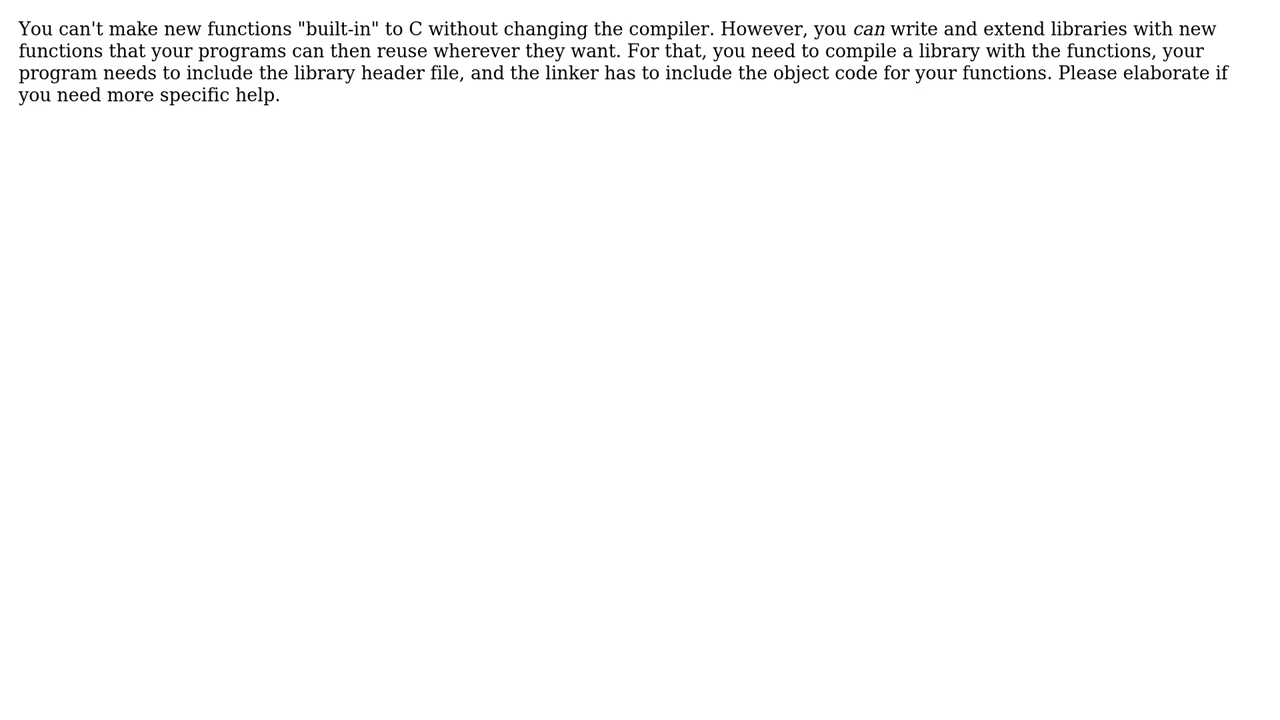 You can't make new functions "built-in" to C without changing the compiler. However, you can write and extend libraries with new
functions that your programs can then reuse wherever they want. For that, you need to compile a library with the functions, your
program needs to include the library header file, and the linker has to include the object code for your functions. Please elaborate if
you need more specific help.